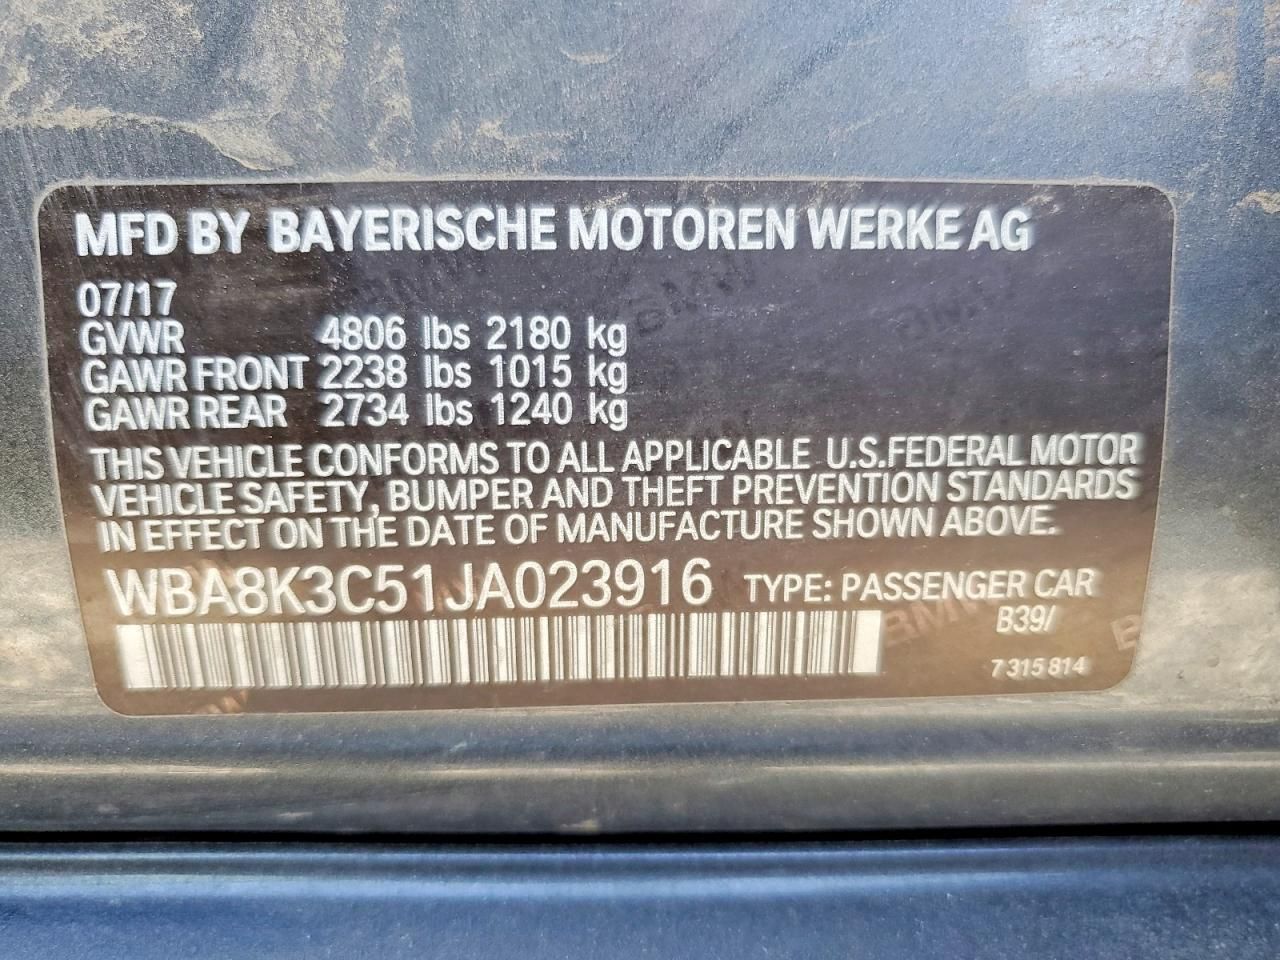 MFD BY BAYERISCHE MOTOREN WERKE AG
07/17
GVWR 4806 lbs 2180 kg
GAWR FRONT 2238 lbs 1015 kg
GAWR REAR 2734 lbs 1240 kg
THIS VEHICLE CONFORMS TO ALL APPLICABLE U.S.FEDERAL MOTOR
VEHICLE SAFETY, BUMPER AND THEFT PREVENTION STANDARDS
IN EFFECT ON THE DATE OF MANUFACTURE SHOWN ABOVE.
WBA8K3C51JA023916 TYPE: PASSENGER CAR
B39/
7 315 814